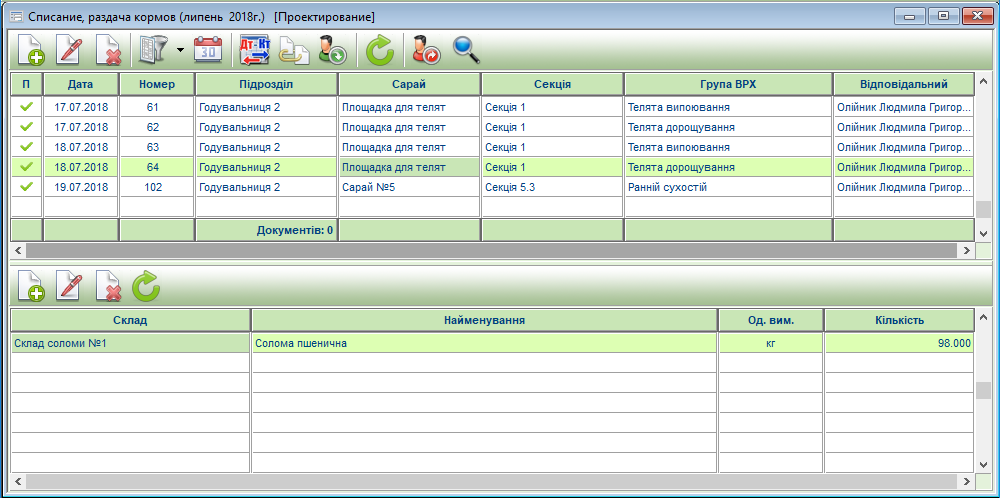 Списание, раздача кормов (липень 2018г.) [Проектирование]
30 Дт-Кт
П Дата Номер Підрозділ Сарай Секція Група ВРХ Відповідальний
17.07.2018 61 Годувальниця 2 Площадка для телят Секція 1 Телята випоювання Олійник Людмила Григор...
17.07.2018 62 Годувальниця 2 Площадка для телят Секція 1 Телята дорощування Олійник Людмила Григор...
18.07.2018 63 Годувальниця 2 Площадка для телят Секція 1 Телята випоювання Олійник Людмила Григор...
18.07.2018 64 Годувальниця 2 Площадка для телят Секція 1 Телята дорощування Олійник Людмила Григор...
19.07.2018 102 Годувальниця 2 Сарай №5 Секція 5.3 Ранній сухостій Олійник Людмила Григор...
Документів: 0
Склад Найменування Од. вим. Кількість
Склад соломи №1 Солома пшенична кг 98.000